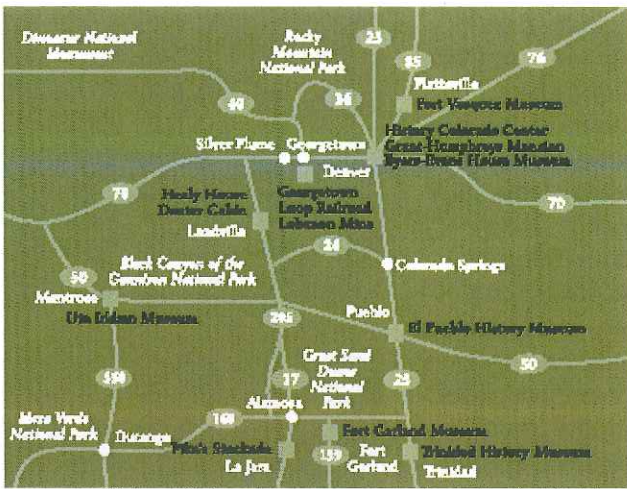 Dinosaur National
Monument
Rocky
Mountain
National Park
25
85
76
Platteville
Fort Vasquez Museum
40
36
History Colorado Center
Grant-Humphreys Mansion
Byers-Evans House Museum
Silver Plume
Georgetown
Denver
Georgetown
Loop Railroad
Lebanon Mine
70
Healy House
Dexter Cabin
Leadville
70
24
Colorado Springs
50
Black Canyon of the
Gunnison National Park
Montrose
Ute Indian Museum
285
Pueblo
El Pueblo History Museum
550
Great Sand
Dunes
National
Park
17
25
50
Alamosa
160
Mesa Verde
National Park
Durango
Pike's Stockade
La Jara
Fort Garland Museum
159
Fort
Garland
Trinidad History Museum
Trinidad